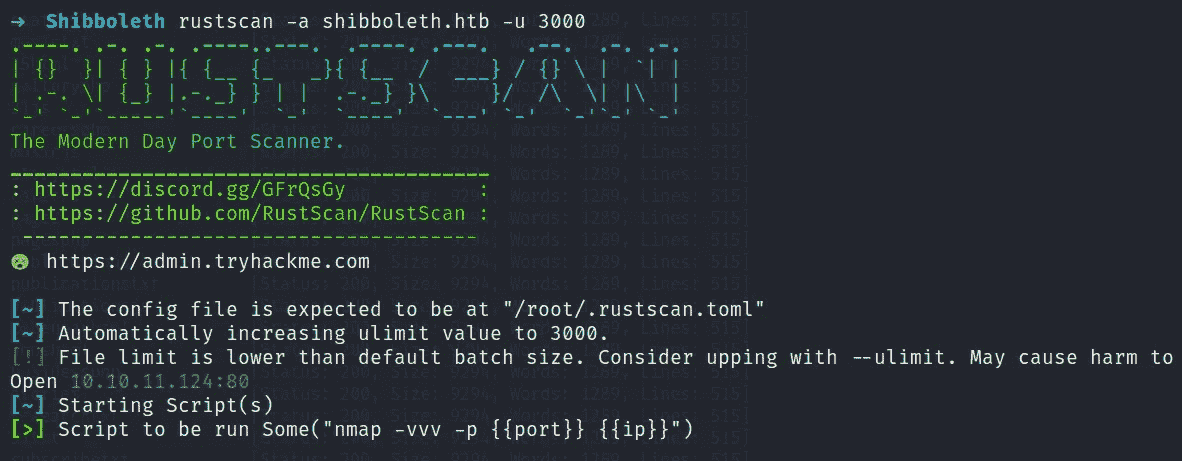 → Shibboleth rustscan -a shibboleth.htb -u 3000
.----. .-. .-. .----..---.  .----. .---.   .--.  .-. .-.
| {}  }| { } |{ {__ {_   _}{ {__  /  ___} / {} \ |  `| |
| .-. \| {_} |.-._} } | |  .-._} }\     }/  /\  \| |\  |
`-' `-'`-----'`----'  `-'  `----'  `---' `-'  `-'`-' `-'
The Modern Day Port Scanner.
________________________________________
: https://discord.gg/GFrQsGy           :
: https://github.com/RustScan/RustScan :
 --------------------------------------
https://admin.tryhackme.com
[~] The config file is expected to be at "/root/.rustscan.toml"
[~] Automatically increasing ulimit value to 3000.
[!] File limit is lower than default batch size. Consider upping with --ulimit. May cause harm to
Open 10.10.11.124:80
[~] Starting Script(s)
[>] Script to be run Some("nmap -vvv -p {{port}} {{ip}}")